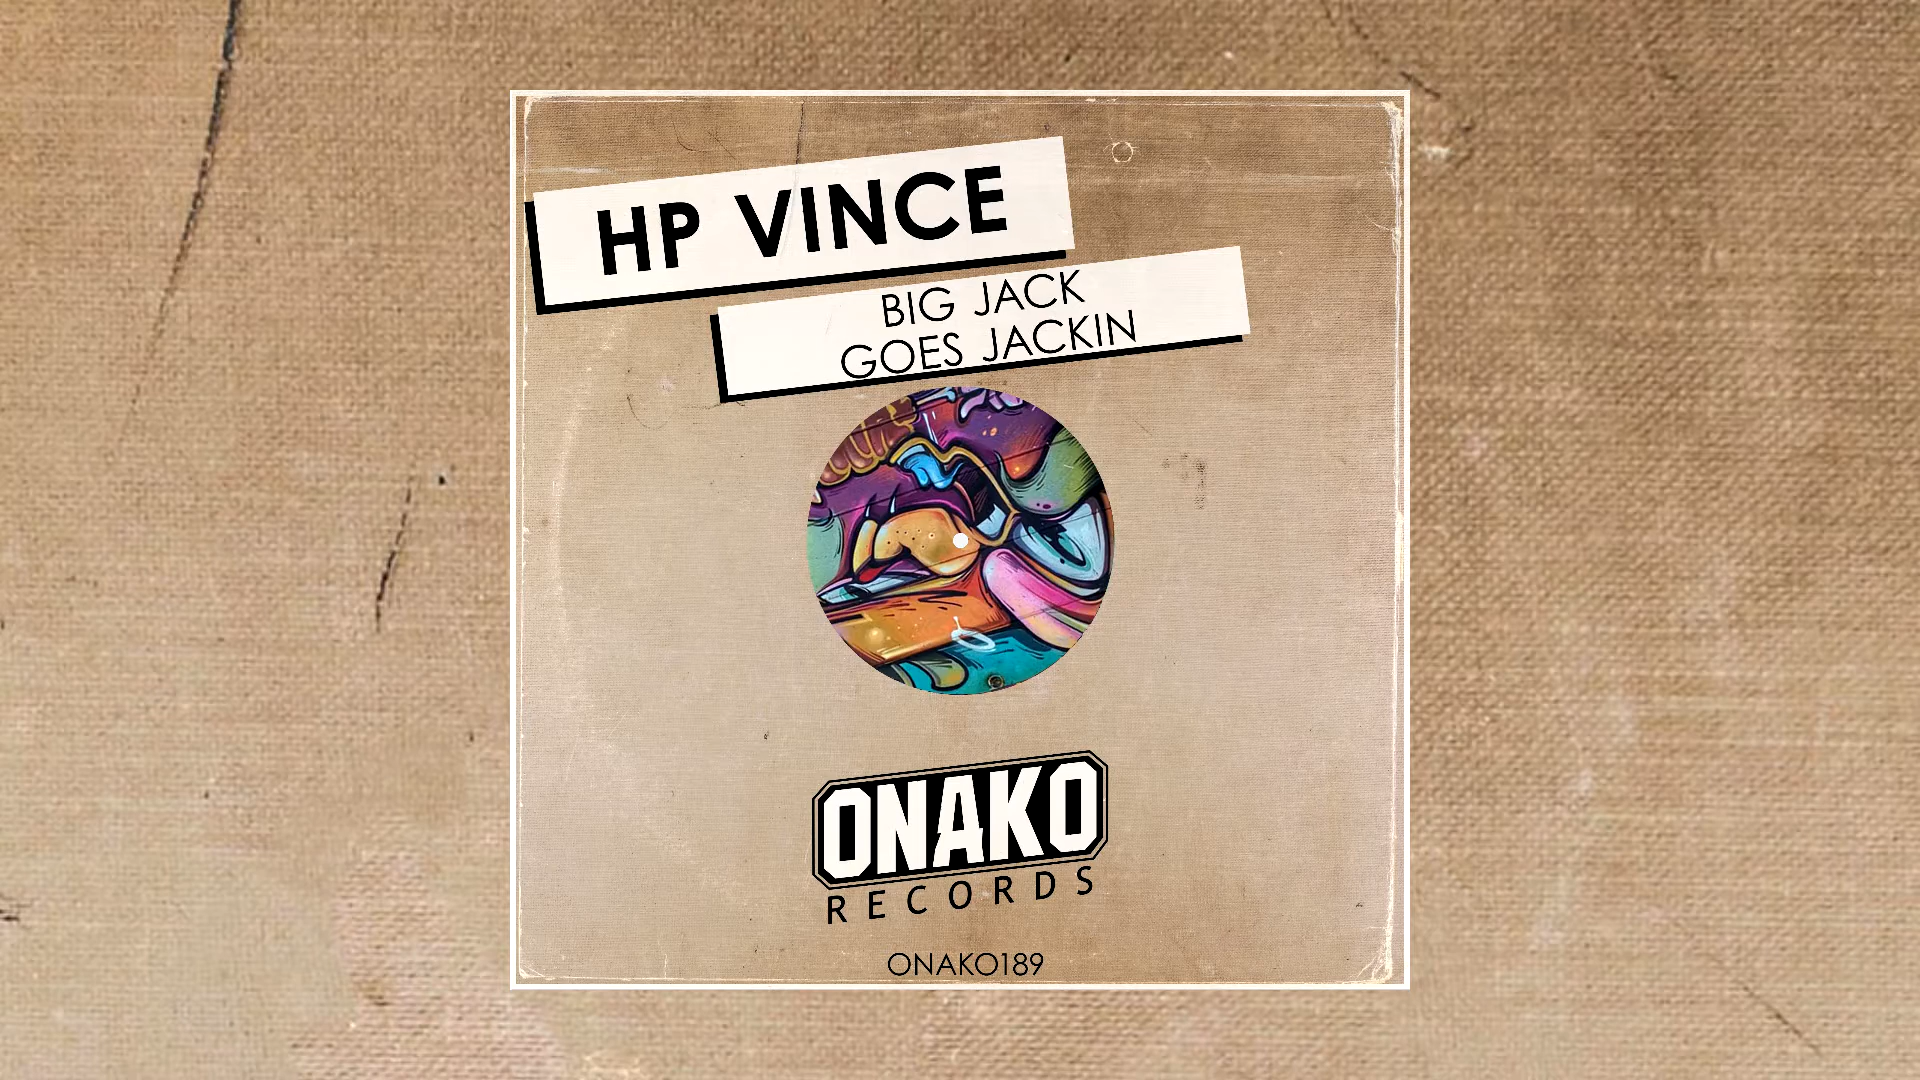 HP VINCE
BIG JACK
GOES JACKIN
ONAKO
RECORDS
ONAKO189